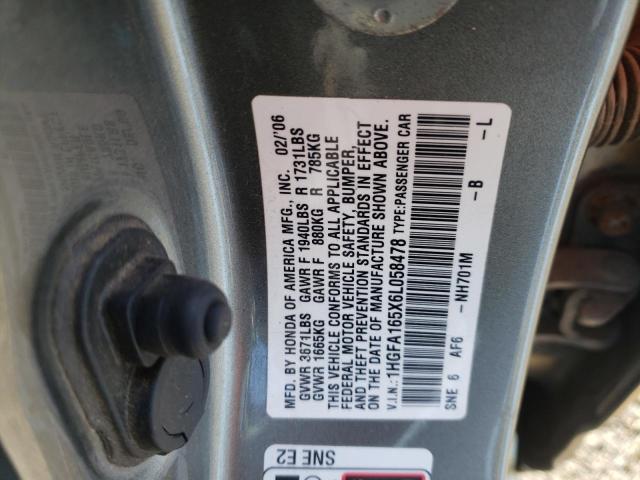 MFD. BY HONDA OF AMERICA MFG., INC. 02/'06
GVWR 3671LBS GAWR F 1940LBS R 1731LBS
GVWR 1665KG GAWR F 880KG R 785KG
THIS VEHICLE CONFORMS TO ALL APPLICABLE
FEDERAL MOTOR VEHICLE SAFETY, BUMPER,
AND THEFT PREVENTION STANDARDS IN EFFECT
ON THE DATE OF MANUFACTURE SHOWN ABOVE.
V.I.N.: 1HGFA165X6L058478 TYPE:PASSENGER CAR
SNE 6 AF6 -NH701M -B -L
SNE E2